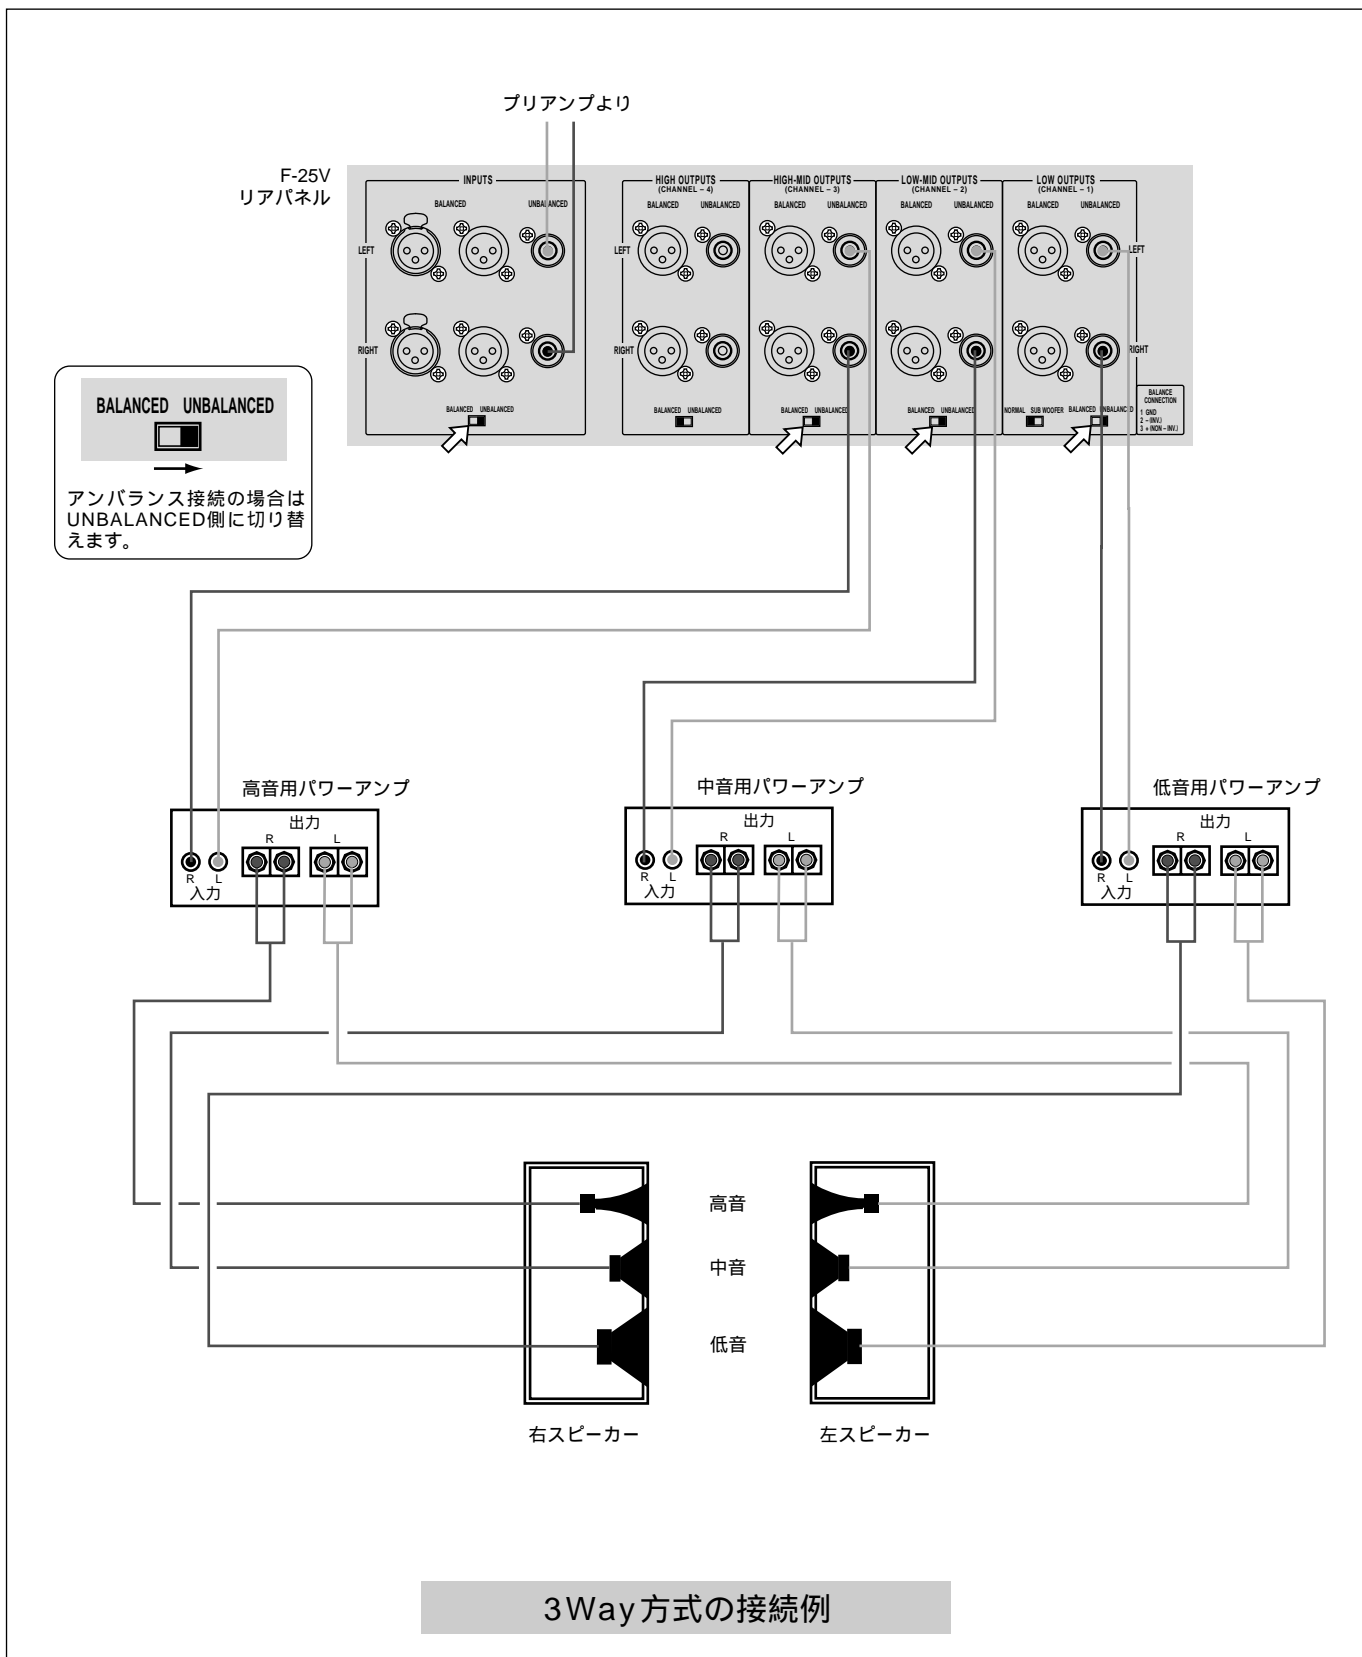 プリアンプより
F-25V
リアパネル
INPUTS
BALANCED UNBALANCED
LEFT
RIGHT
BALANCED UNBALANCED
HIGH OUTPUTS
(CHANNEL – 4)
BALANCED UNBALANCED
LEFT
RIGHT
BALANCED UNBALANCED
HIGH-MID OUTPUTS
(CHANNEL – 3)
BALANCED UNBALANCED
BALANCED UNBALANCED
LOW-MID OUTPUTS
(CHANNEL – 2)
BALANCED UNBALANCED
BALANCED UNBALANCED
LOW OUTPUTS
(CHANNEL – 1)
BALANCED UNBALANCED
LEFT
RIGHT
NORMAL SUB WOOFER BALANCED UNBALANCED
BALANCE
CONNECTION
1 GND
2 – (INV.)
3 + (NON – INV.)
BALANCED UNBALANCED
アンバランス接続の場合は
UNBALANCED側に切り替
えます。
高音用パワーアンプ
出力
R L
R L
入力
中音用パワーアンプ
出力
R L
R L
入力
低音用パワーアンプ
出力
R L
R L
入力
高音
中音
低音
右スピーカー
左スピーカー
3Way方式の接続例